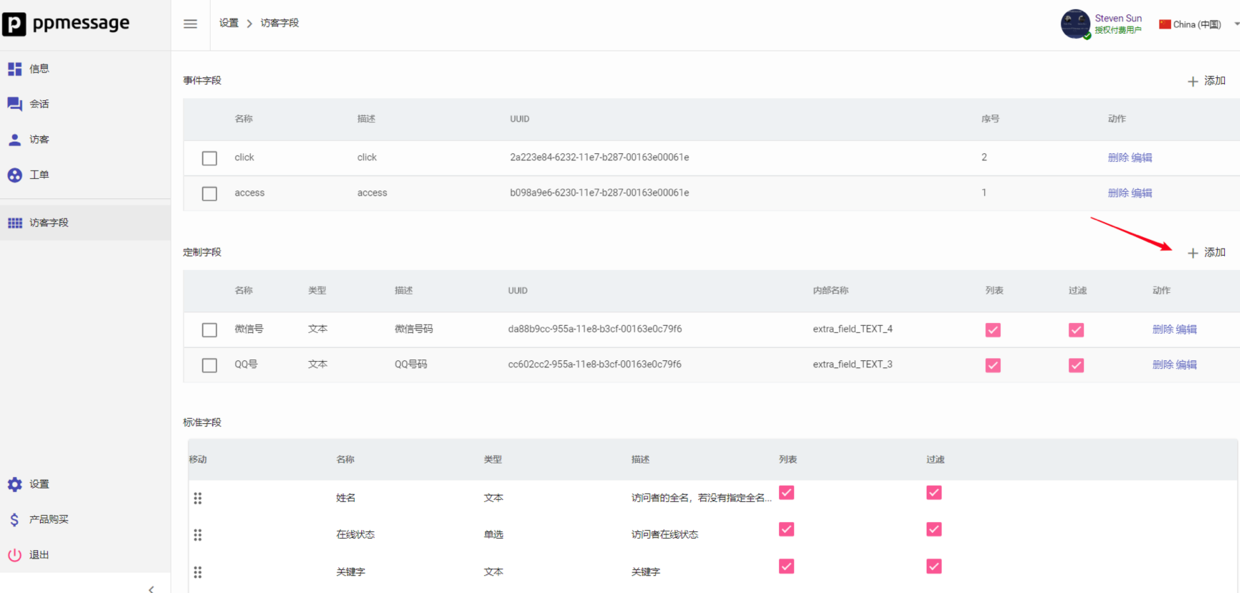 ppmessage
设置 > 访客字段
Steven Sun
授权付费用户
China (中国)
信息
会话
访客
工单
访客字段
设置
产品购买
退出
事件字段
+ 添加
名称 描述 UUID 序号 动作
click click 2a223e84-6232-11e7-b287-00163e00061e 2 删除 编辑
access access b098a9e6-6230-11e7-b287-00163e00061e 1 删除 编辑
定制字段
+ 添加
名称 类型 描述 UUID 内部名称 列表 过滤 动作
微信号 文本 微信号码 da88b9cc-955a-11e8-b3cf-00163e0c79f6 extra_field_TEXT_4 删除 编辑
QQ号 文本 QQ号码 cc602cc2-955a-11e8-b3cf-00163e0c79f6 extra_field_TEXT_3 删除 编辑
标准字段
移动 名称 类型 描述 列表 过滤
姓名 文本 访问者的全名，若没有指定全名...
在线状态 单选 访问者在线状态
关键字 文本 关键字